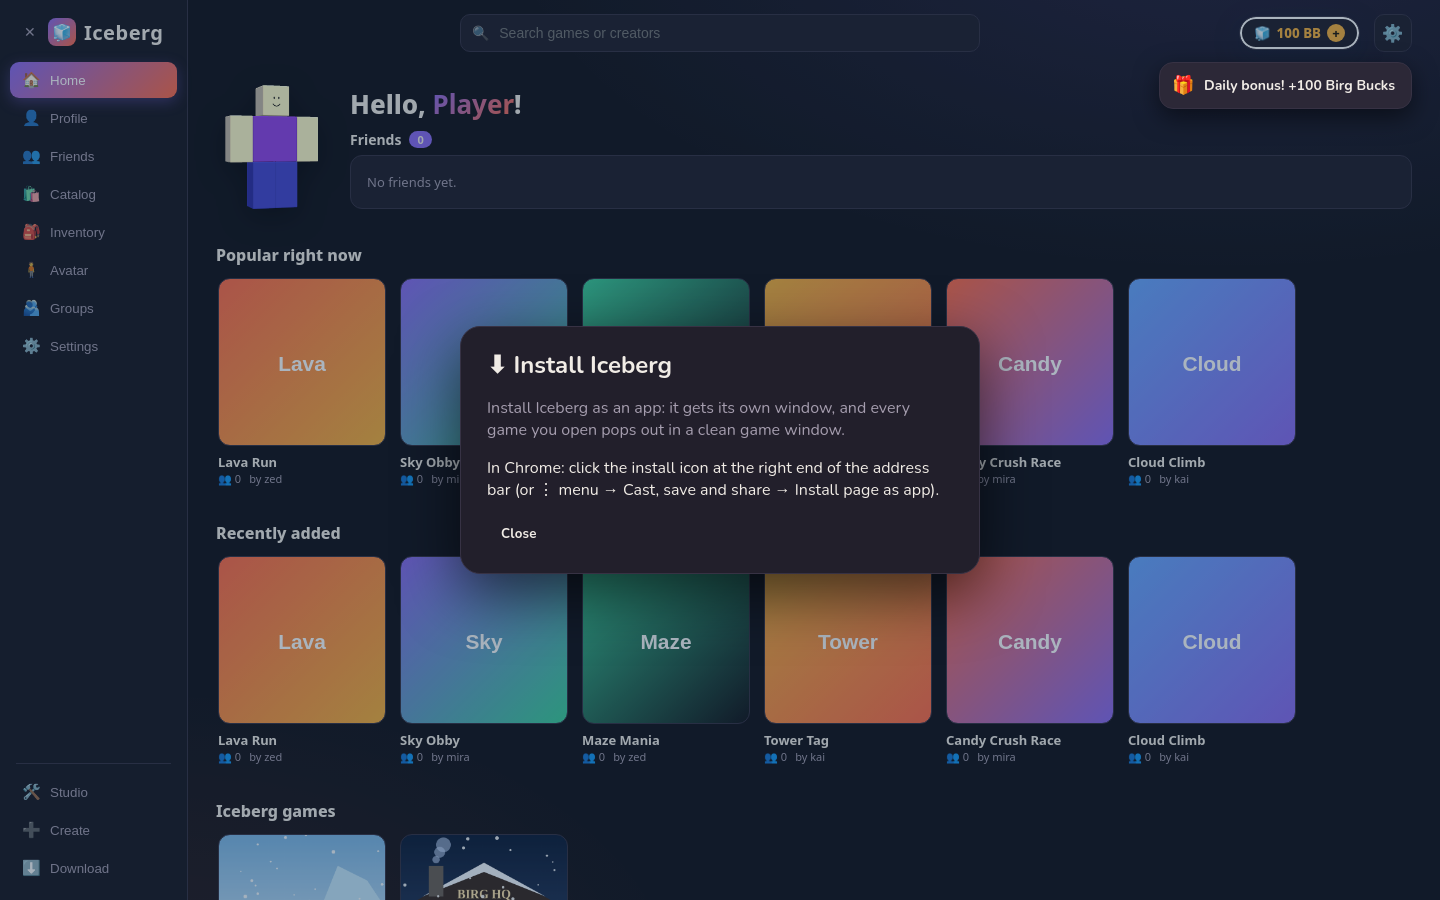 Iceberg
Search games or creators
100 BB
Home
Profile
Friends
Catalog
Inventory
Avatar
Groups
Settings
Studio
Create
Download
Daily bonus! +100 Birg Bucks
Hello, Player!
Friends 0
No friends yet.
Popular right now
Lava
Candy
Cloud
Lava Run
Sky Obby
y Crush Race
Cloud Climb
0 by zed
0 by mi
by mira
0 by kai
Install Iceberg
Install Iceberg as an app: it gets its own window, and every
game you open pops out in a clean game window.
In Chrome: click the install icon at the right end of the address
bar (or ⋮ menu → Cast, save and share → Install page as app).
Close
Recently added
Lava
Sky
Maze
Tower
Candy
Cloud
Lava Run
Sky Obby
Maze Mania
Tower Tag
Candy Crush Race
Cloud Climb
0 by zed
0 by mira
0 by zed
0 by kai
0 by mira
0 by kai
Iceberg games
BIRG HQ